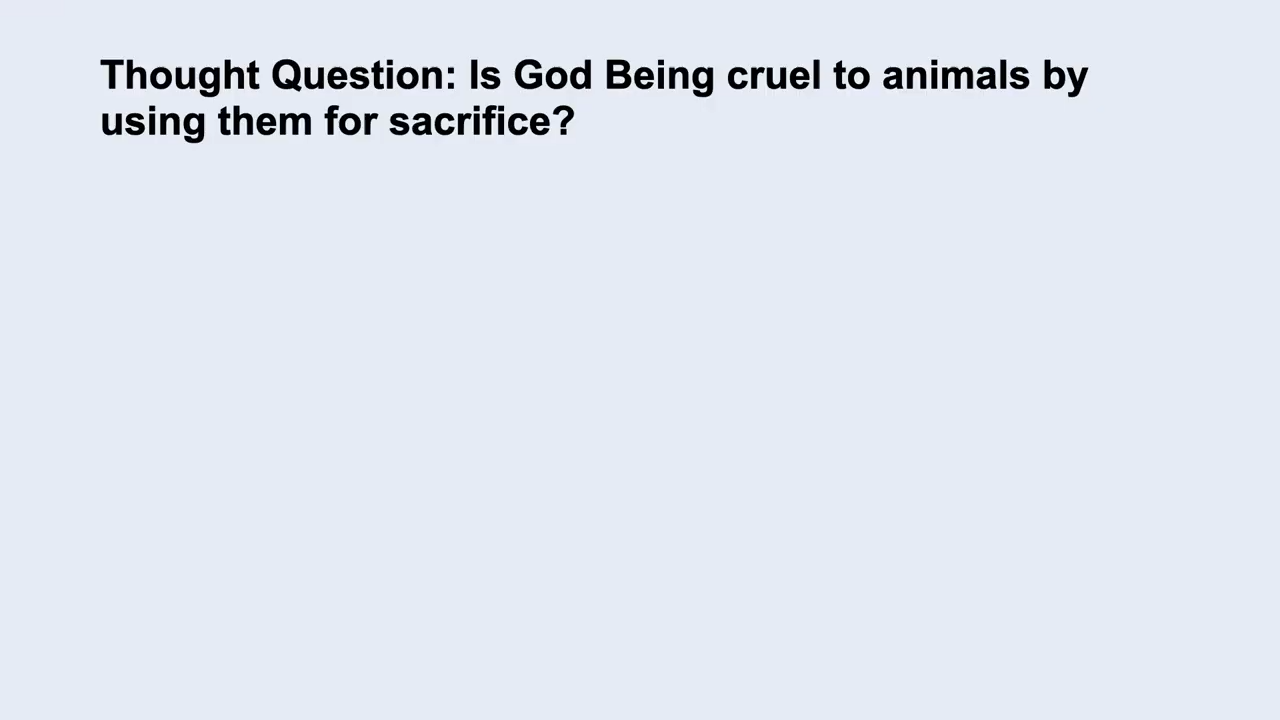 Thought Question: Is God Being cruel to animals by
using them for sacrifice?